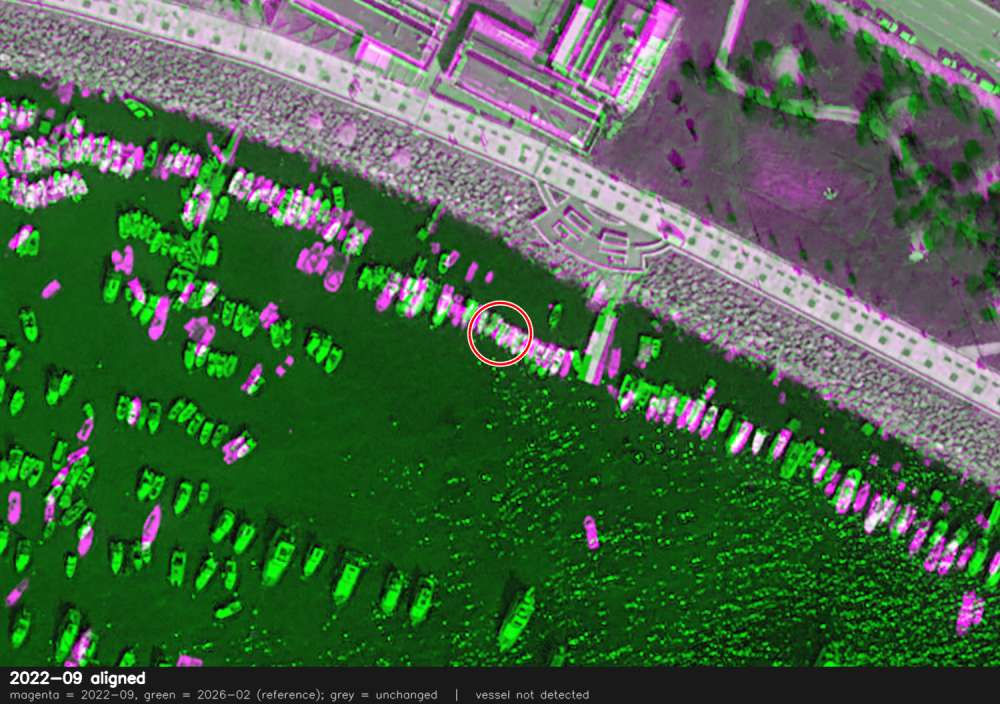 2022-09 aligned
magenta = 2022-09, green = 2026-02 (reference); grey = unchanged | vessel not detected